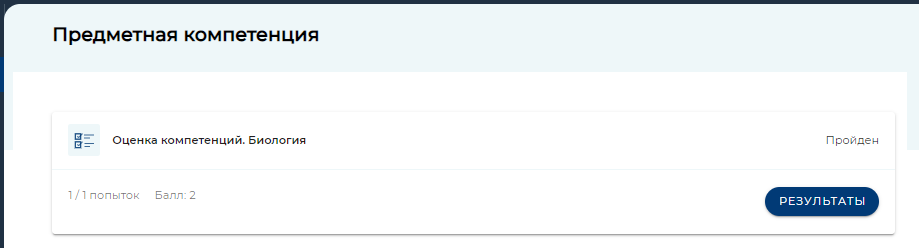 Предметная компетенция
Оценка компетенций. Биология
Пройден
1 / 1 попыток Балл: 2
РЕЗУЛЬТАТЫ